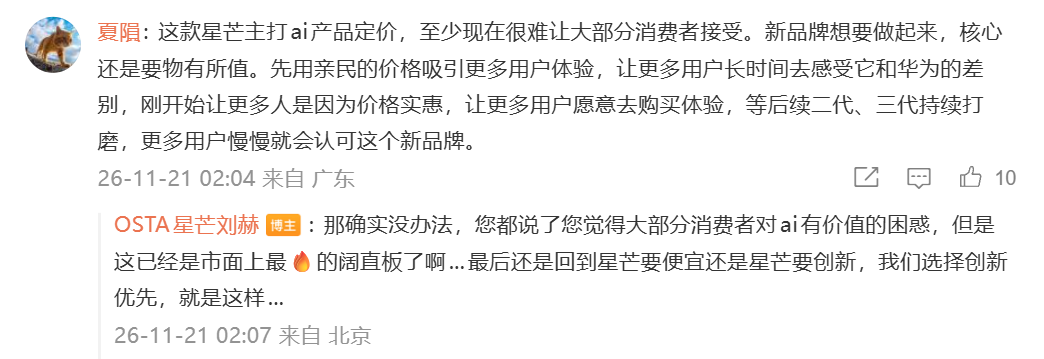 夏隕：这款星芒主打ai产品定价，至少现在很难让大部分消费者接受。新品牌想要做起来，核心
还是要物有所值。先用亲民的价格吸引更多用户体验，让更多用户长时间去感受它和华为的差
别，刚开始让更多人是因为价格实惠，让更多用户愿意去购买体验，等后续二代、三代持续打
磨，更多用户慢慢就会认可这个新品牌。
26-11-21 02:04 来自 广东
10
OSTA星芒刘赫 博主：那确实没办法，您都说了您觉得大部分消费者对ai有价值的困惑，但是
这已经是市面上最🔥的阔直板了啊...最后还是回到星芒要便宜还是星芒要创新，我们选择创新
优先，就是这样...
26-11-21 02:07 来自 北京